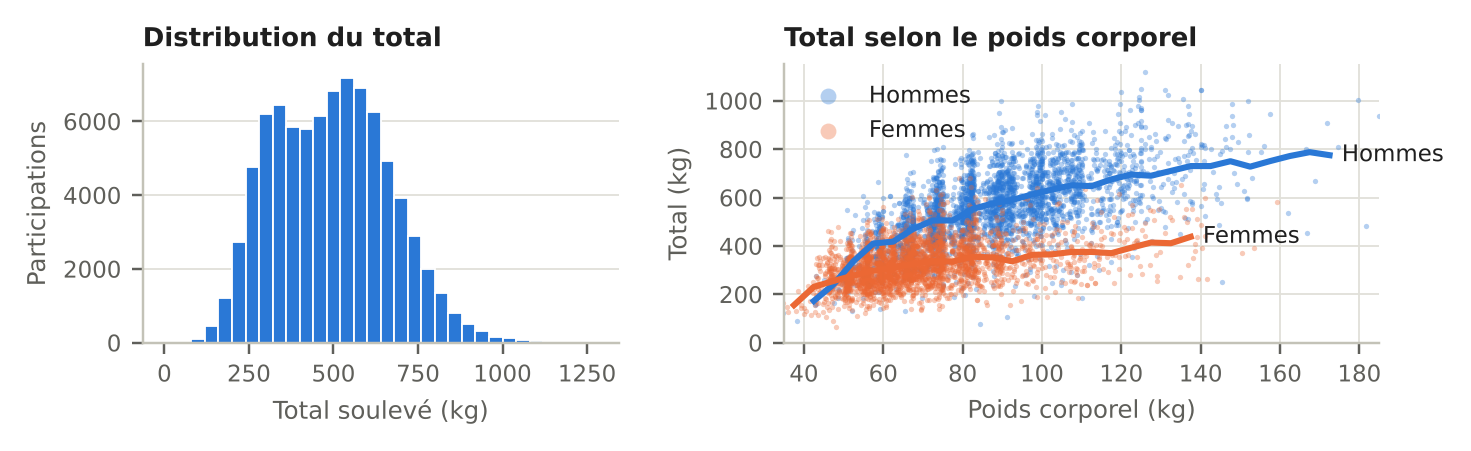 Distribution du total
Participations
6000
4000
2000
0
0 250 500 750 1000 1250
Total soulevé (kg)
Total selon le poids corporel
Total (kg)
1000
800
600
400
200
0
Hommes
Femmes
Hommes
Femmes
40 60 80 100 120 140 160 180
Poids corporel (kg)